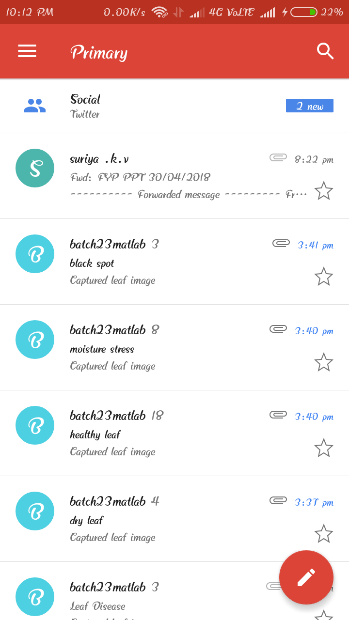 10:12 PM 0.00K/s 4G VoLTE 22%
Primary
Social
Twitter
2 new
S
suriya .k.v
8:22 pm
Fwd: FYP PPT 30/04/2018
---------- Forwarded message --------- Fr...
B
batch23matlab 3
3:41 pm
black spot
Captured leaf image
B
batch23matlab 8
3:40 pm
moisture stress
Captured leaf image
B
batch23matlab 18
3:40 pm
healthy leaf
Captured leaf image
B
batch23matlab 4
3:37 pm
dry leaf
Captured leaf image
B
batch23matlab 3
Leaf Disease